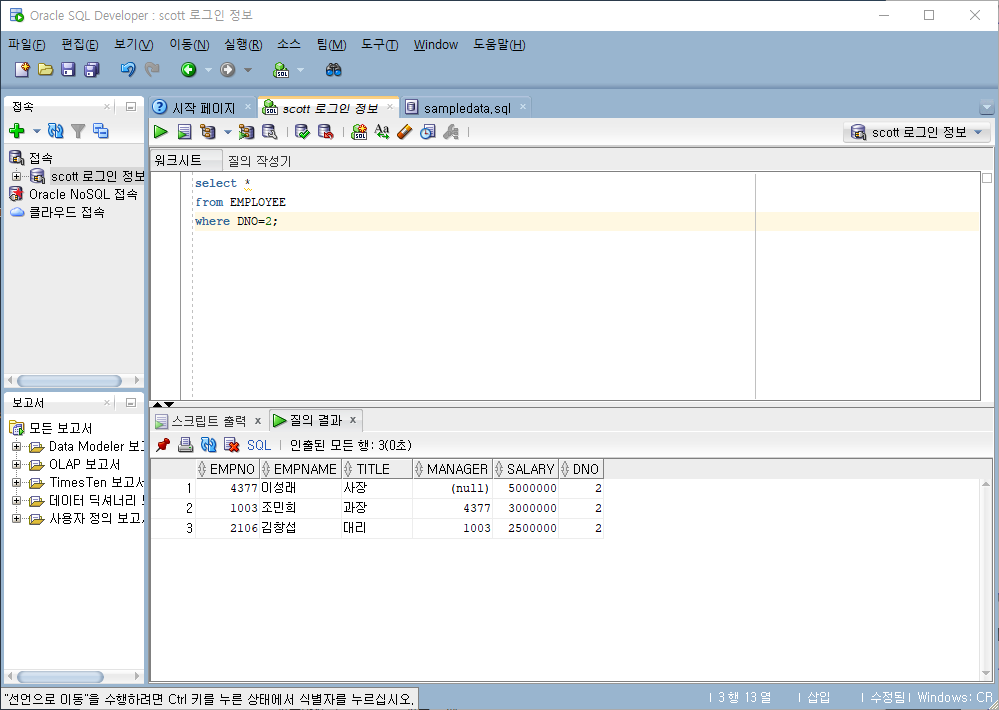 Oracle SQL Developer : scott 로그인 정보
파일(F) 편집(E) 보기(V) 이동(N) 실행(R) 소스 팀(M) 도구(T) Window 도움말(H)
접속
시작 페이지 scott 로그인 정보 sampledata.sql
scott 로그인 정보
접속
scott 로그인 정보
Oracle NoSQL 접속
클라우드 접속
워크시트 질의 작성기
select *
from EMPLOYEE
where DNO=2;
보고서
모든 보고서
Data Modeler 보고
OLAP 보고서
TimesTen 보고서
데이터 딕셔너리
사용자 정의 보고서
스크립트 출력 x 질의 결과 x
SQL | 인출된 모든 행: 3(0초)
EMPNO EMPNAME TITLE MANAGER SALARY DNO
1 4377 이성래 사장 (null) 5000000 2
2 1003 조민희 과장 4377 3000000 2
3 2106 김창섭 대리 1003 2500000 2
"선언으로 이동"을 수행하려면 Ctrl 키를 누른 상태에서 식별자를 누르십시오.
| 3 행 13 열 | 삽입 | 수정됨 | Windows: CR